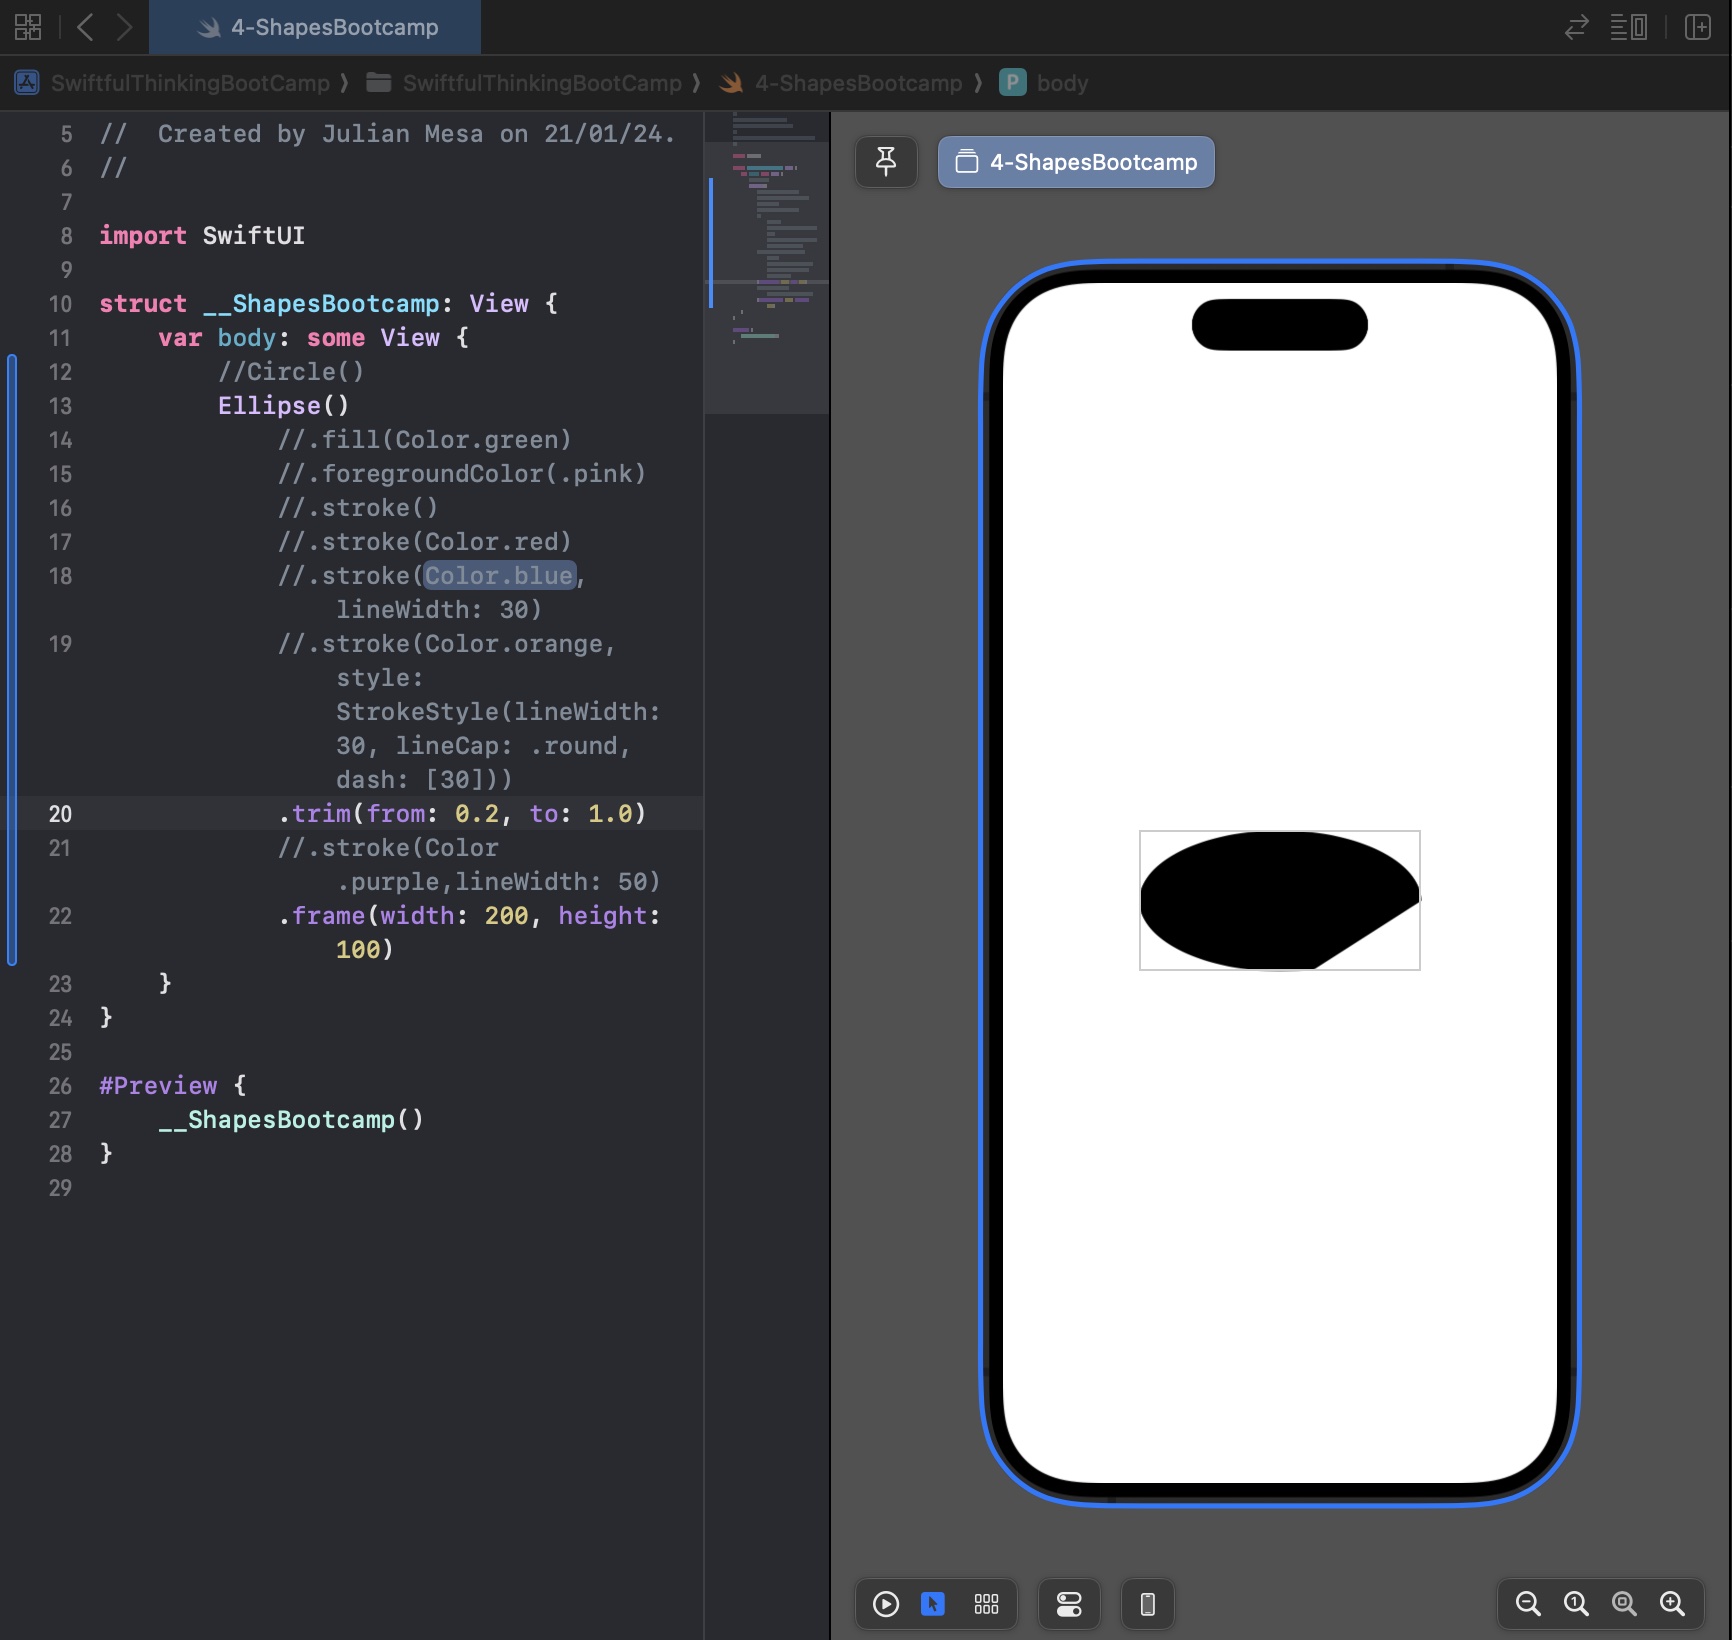 4-ShapesBootcamp
SwiftfulThinkingBootCamp ⟩ SwiftfulThinkingBootCamp ⟩ 4-ShapesBootcamp ⟩ P body
5 //  Created by Julian Mesa on 21/01/24.
6 //
7
8 import SwiftUI
9
10 struct __ShapesBootcamp: View {
11     var body: some View {
12         //Circle()
13         Ellipse()
14             //.fill(Color.green)
15             //.foregroundColor(.pink)
16             //.stroke()
17             //.stroke(Color.red)
18             //.stroke(Color.blue,
lineWidth: 30)
19             //.stroke(Color.orange,
style:
StrokeStyle(lineWidth:
30, lineCap: .round,
dash: [30]))
20             .trim(from: 0.2, to: 1.0)
21             //.stroke(Color
.purple,lineWidth: 50)
22             .frame(width: 200, height:
100)
23     }
24 }
25
26 #Preview {
27     __ShapesBootcamp()
28 }
29
4-ShapesBootcamp
1